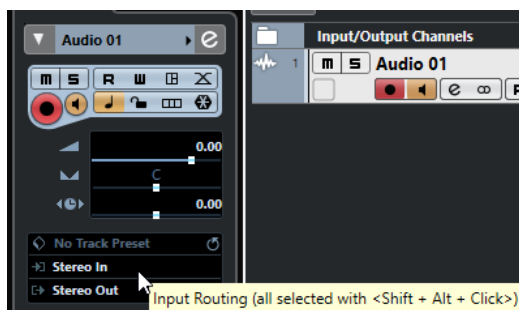 Audio 01
e
m S R W
0.00
C
0.00
No Track Preset
Stereo In
Stereo Out
Input/Output Channels
1 m S Audio 01
e R
Input Routing (all selected with <Shift + Alt + Click>)